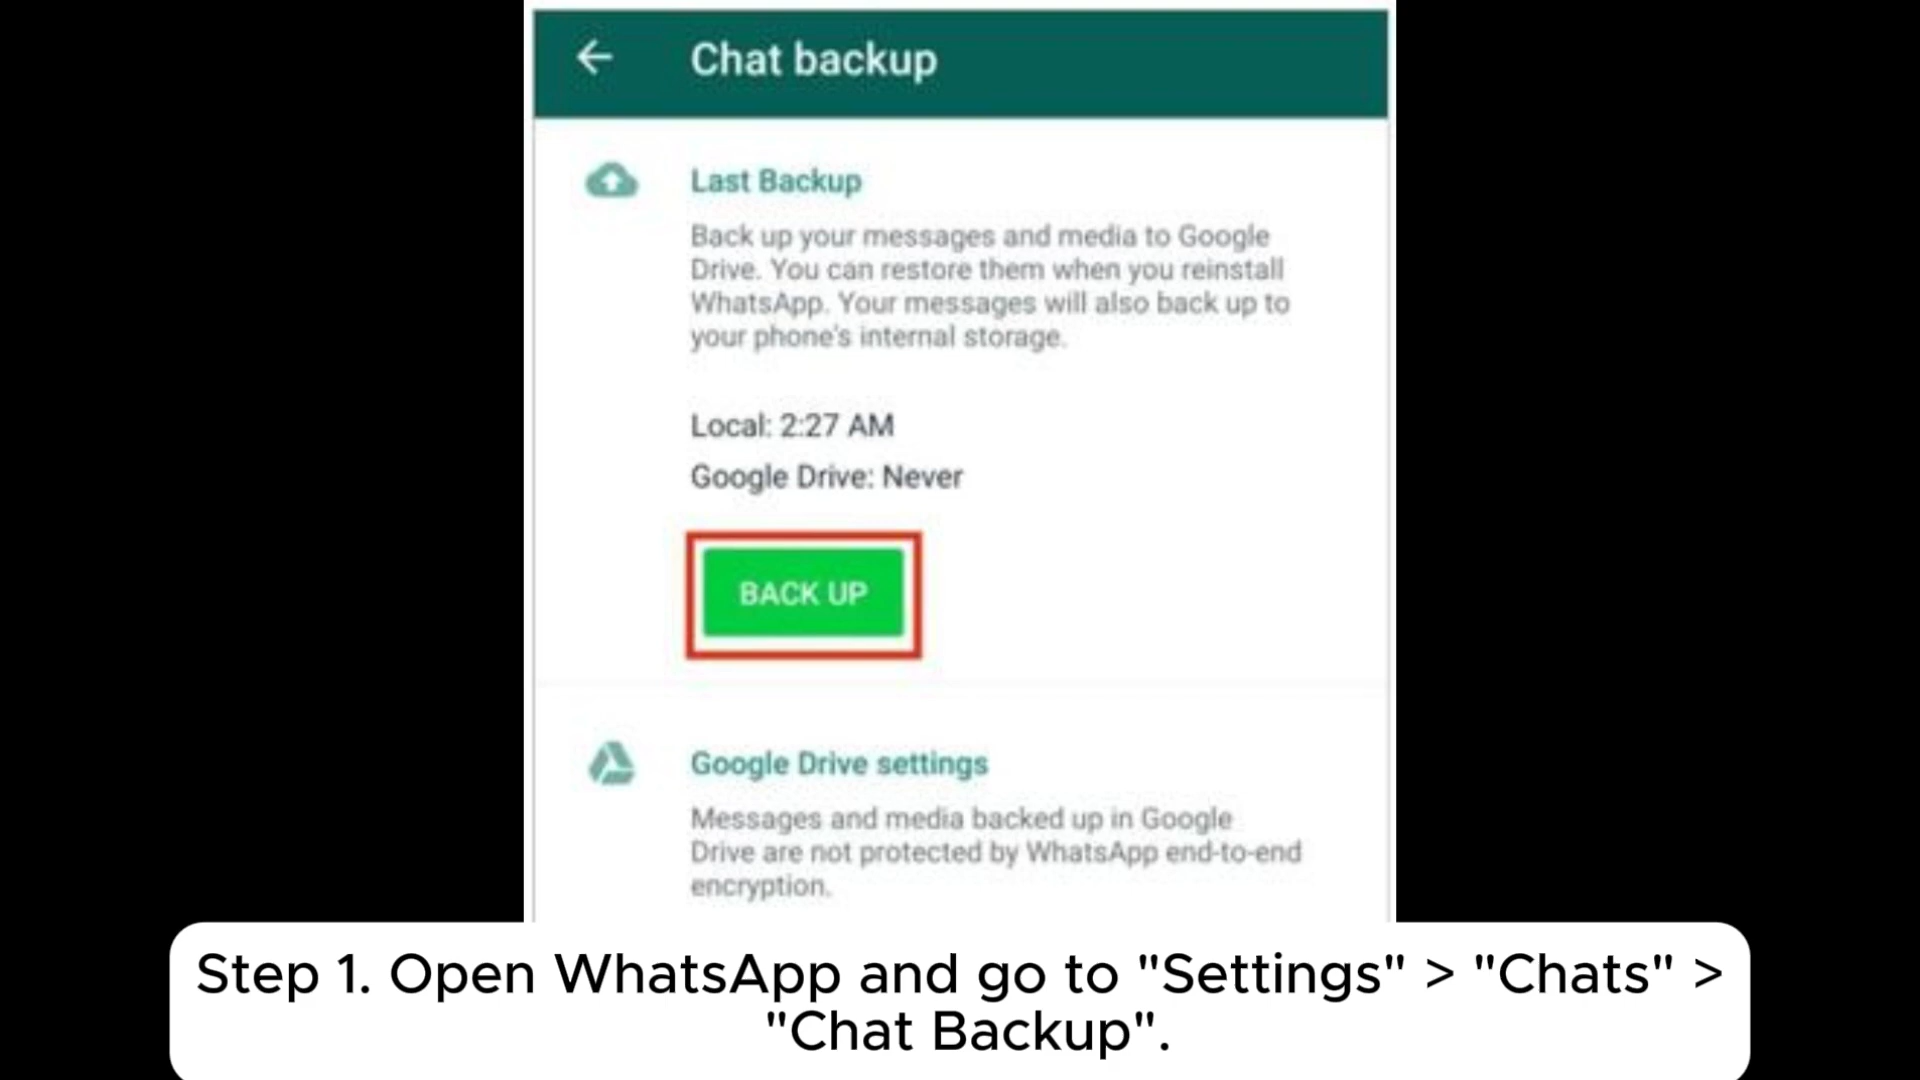 Chat backup
Last Backup
Back up your messages and media to Google
Drive. You can restore them when you reinstall
WhatsApp. Your messages will also back up to
your phone's internal storage.
Local: 2:27 AM
Google Drive: Never
BACK UP
Google Drive settings
Messages and media backed up in Google
Drive are not protected by WhatsApp end-to-end
encryption.
Step 1. Open WhatsApp and go to "Settings" > "Chats" >
"Chat Backup".